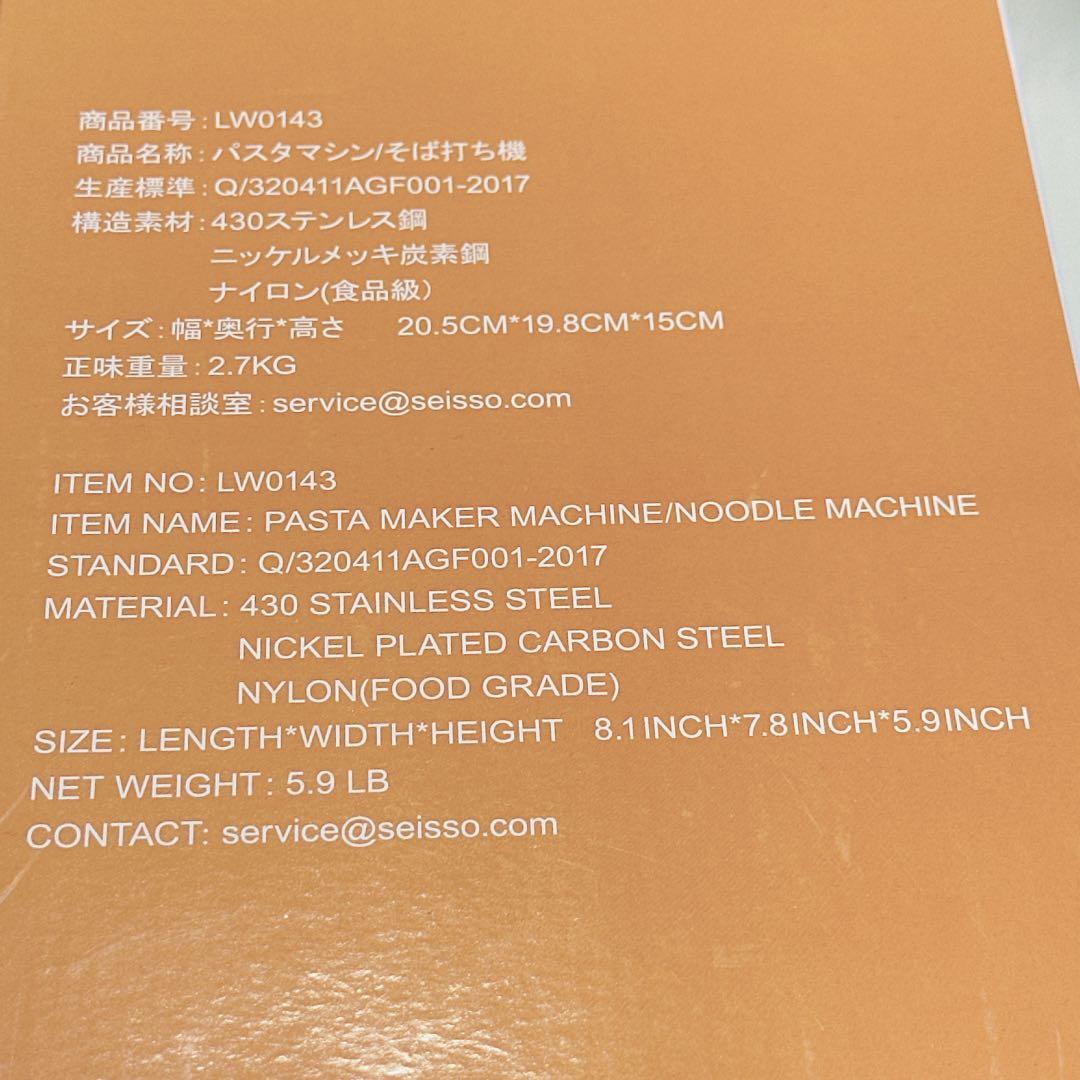 商品番号:LW0143
商品名称:パスタマシン/そば打ち機
生産標準:Q/320411AGF001-2017
構造素材:430ステンレス鋼
ニッケルメッキ炭素鋼
ナイロン(食品級)
サイズ:幅*奥行*高さ 20.5CM*19.8CM*15CM
正味重量:2.7KG
お客様相談室:service@seisso.com
ITEM NO: LW0143
ITEM NAME: PASTA MAKER MACHINE/NOODLE MACHINE
STANDARD: Q/320411AGF001-2017
MATERIAL: 430 STAINLESS STEEL
NICKEL PLATED CARBON STEEL
NYLON(FOOD GRADE)
SIZE: LENGTH*WIDTH*HEIGHT 8.1INCH*7.8INCH*5.9INCH
NET WEIGHT: 5.9 LB
CONTACT: service@seisso.com